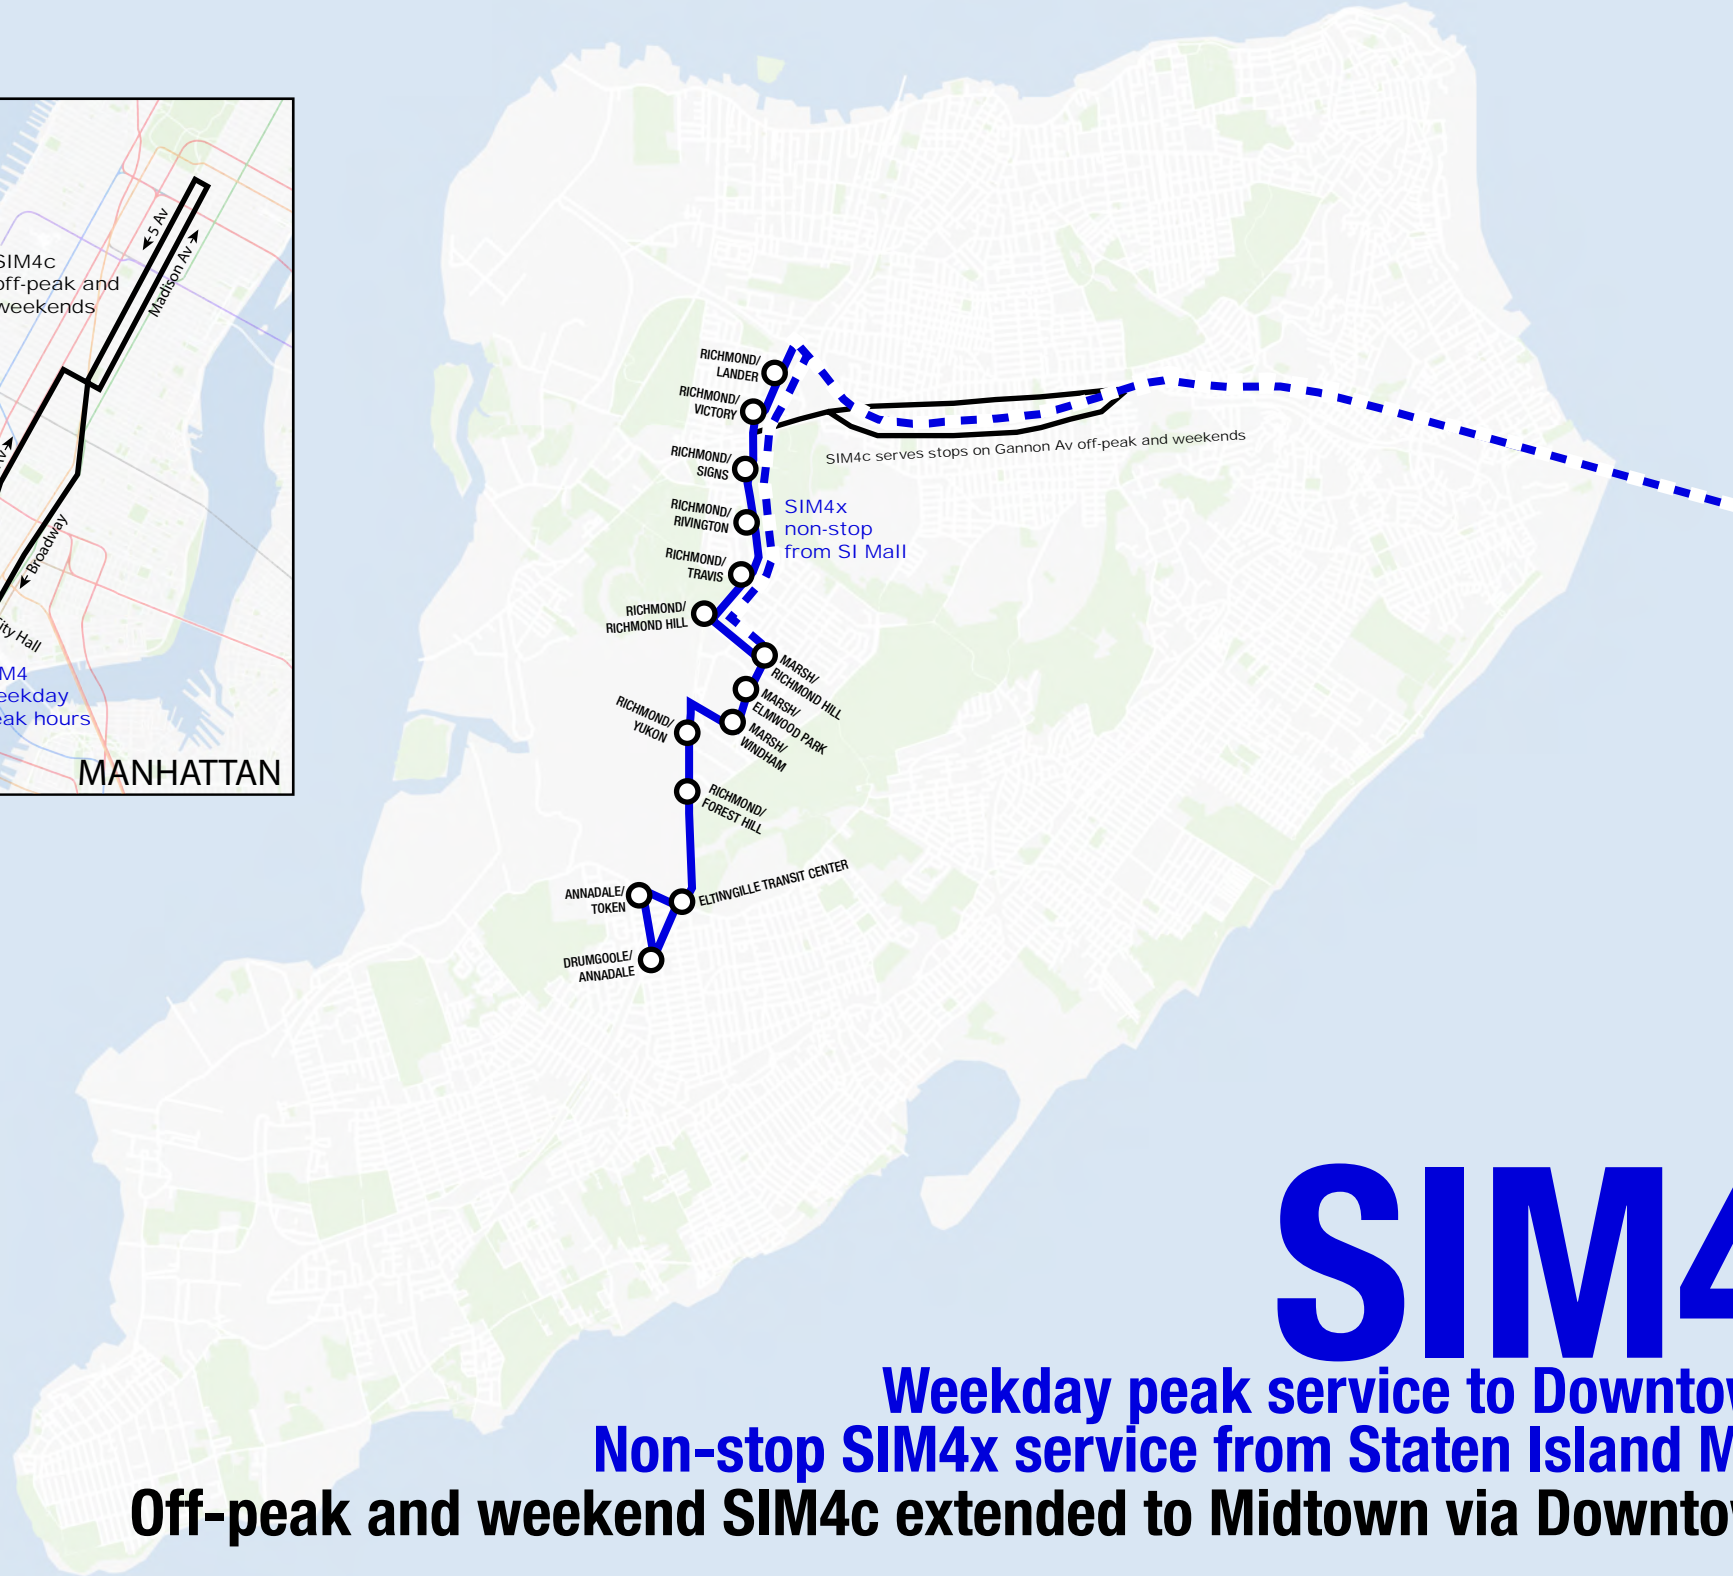 5 Av
Madison Av
SIM4c
off-peak and
weekends
Broadway
City Hall
SIM4
weekday
peak hours
MANHATTAN
RICHMOND/
LANDER
RICHMOND/
VICTORY
RICHMOND/
SIGNS
RICHMOND/
RIVINGTON
RICHMOND/
TRAVIS
RICHMOND/
RICHMOND HILL
SIM4c serves stops on Gannon Av off-peak and weekends
SIM4x
non-stop
from SI Mall
MARSH/
RICHMOND HILL
MARSH/
ELMWOOD PARK
MARSH/
WINDHAM
RICHMOND/
YUKON
RICHMOND/
FOREST HILL
ELTINVGILLE TRANSIT CENTER
ANNADALE/
TOKEN
DRUMGOOLE/
ANNADALE
SIM4
Weekday peak service to Downtow
Non-stop SIM4x service from Staten Island M
Off-peak and weekend SIM4c extended to Midtown via Downtow